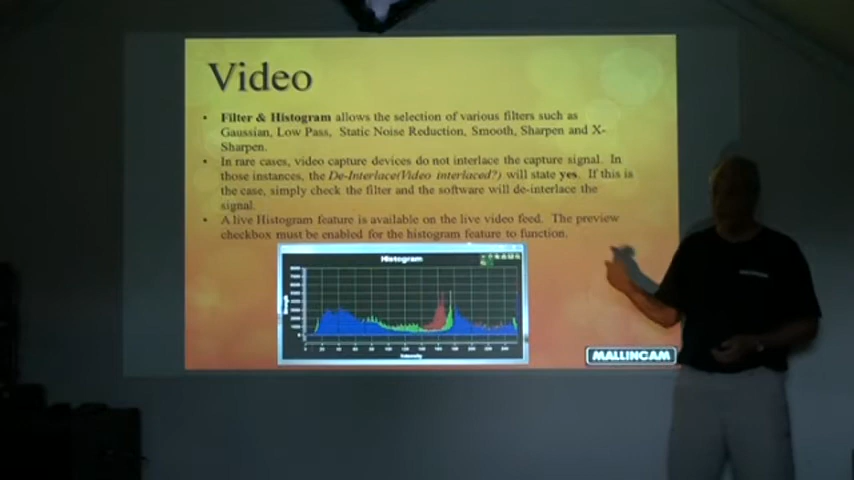 Video
• Filter & Histogram allows the selection of various filters such as
Gaussian, Low Pass, Static Noise Reduction, Smooth, Sharpen and X-
Sharpen.
• In rare cases, video capture devices do not interlace the capture signal. In
those instances, the De-Interlace(Video interlaced?) will state yes. If this is
the case, simply check the filter and the software will de-interlace the
signal.
• A live Histogram feature is available on the live video feed. The preview
checkbox must be enabled for the histogram feature to function.
Histogram
Intensity
MALLINCAM